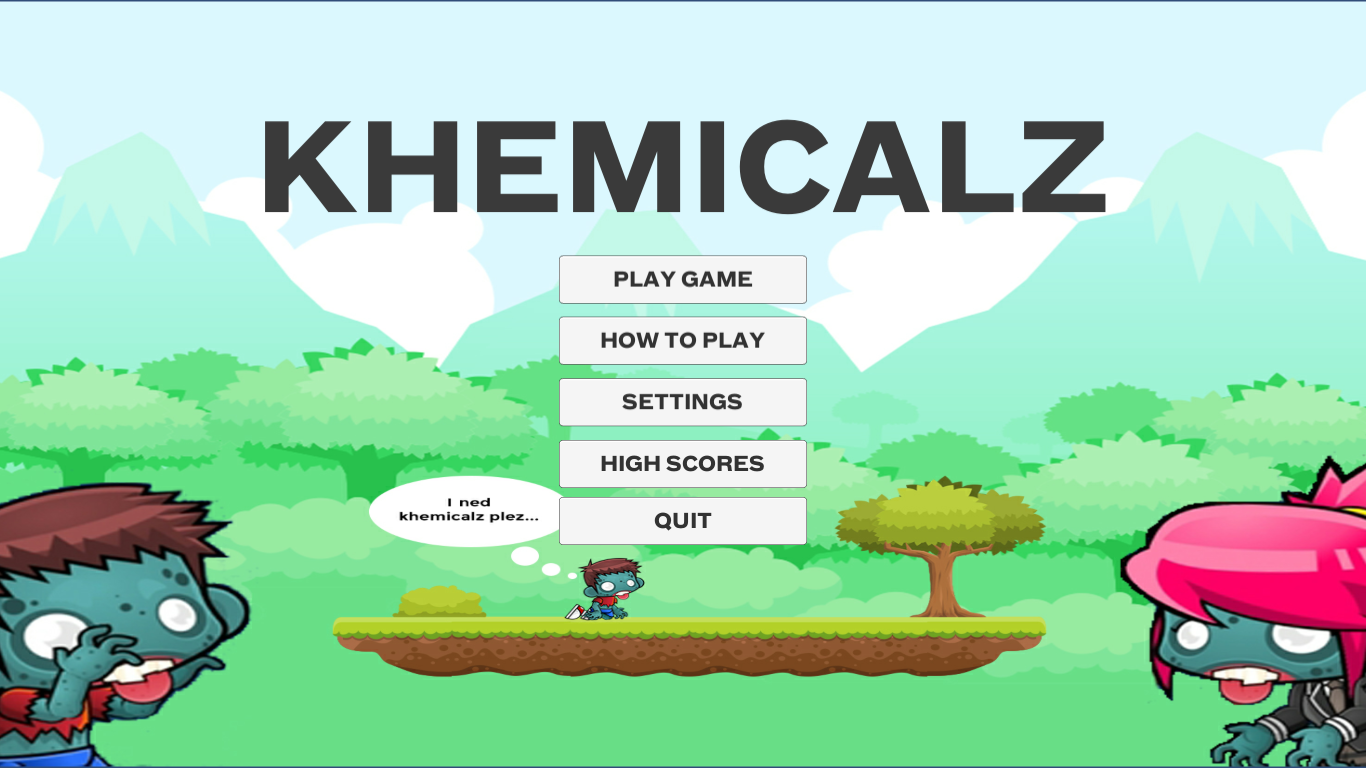 KHEMICALZ
PLAY GAME
HOW TO PLAY
SETTINGS
HIGH SCORES
I ned
khemicalz plez...
QUIT